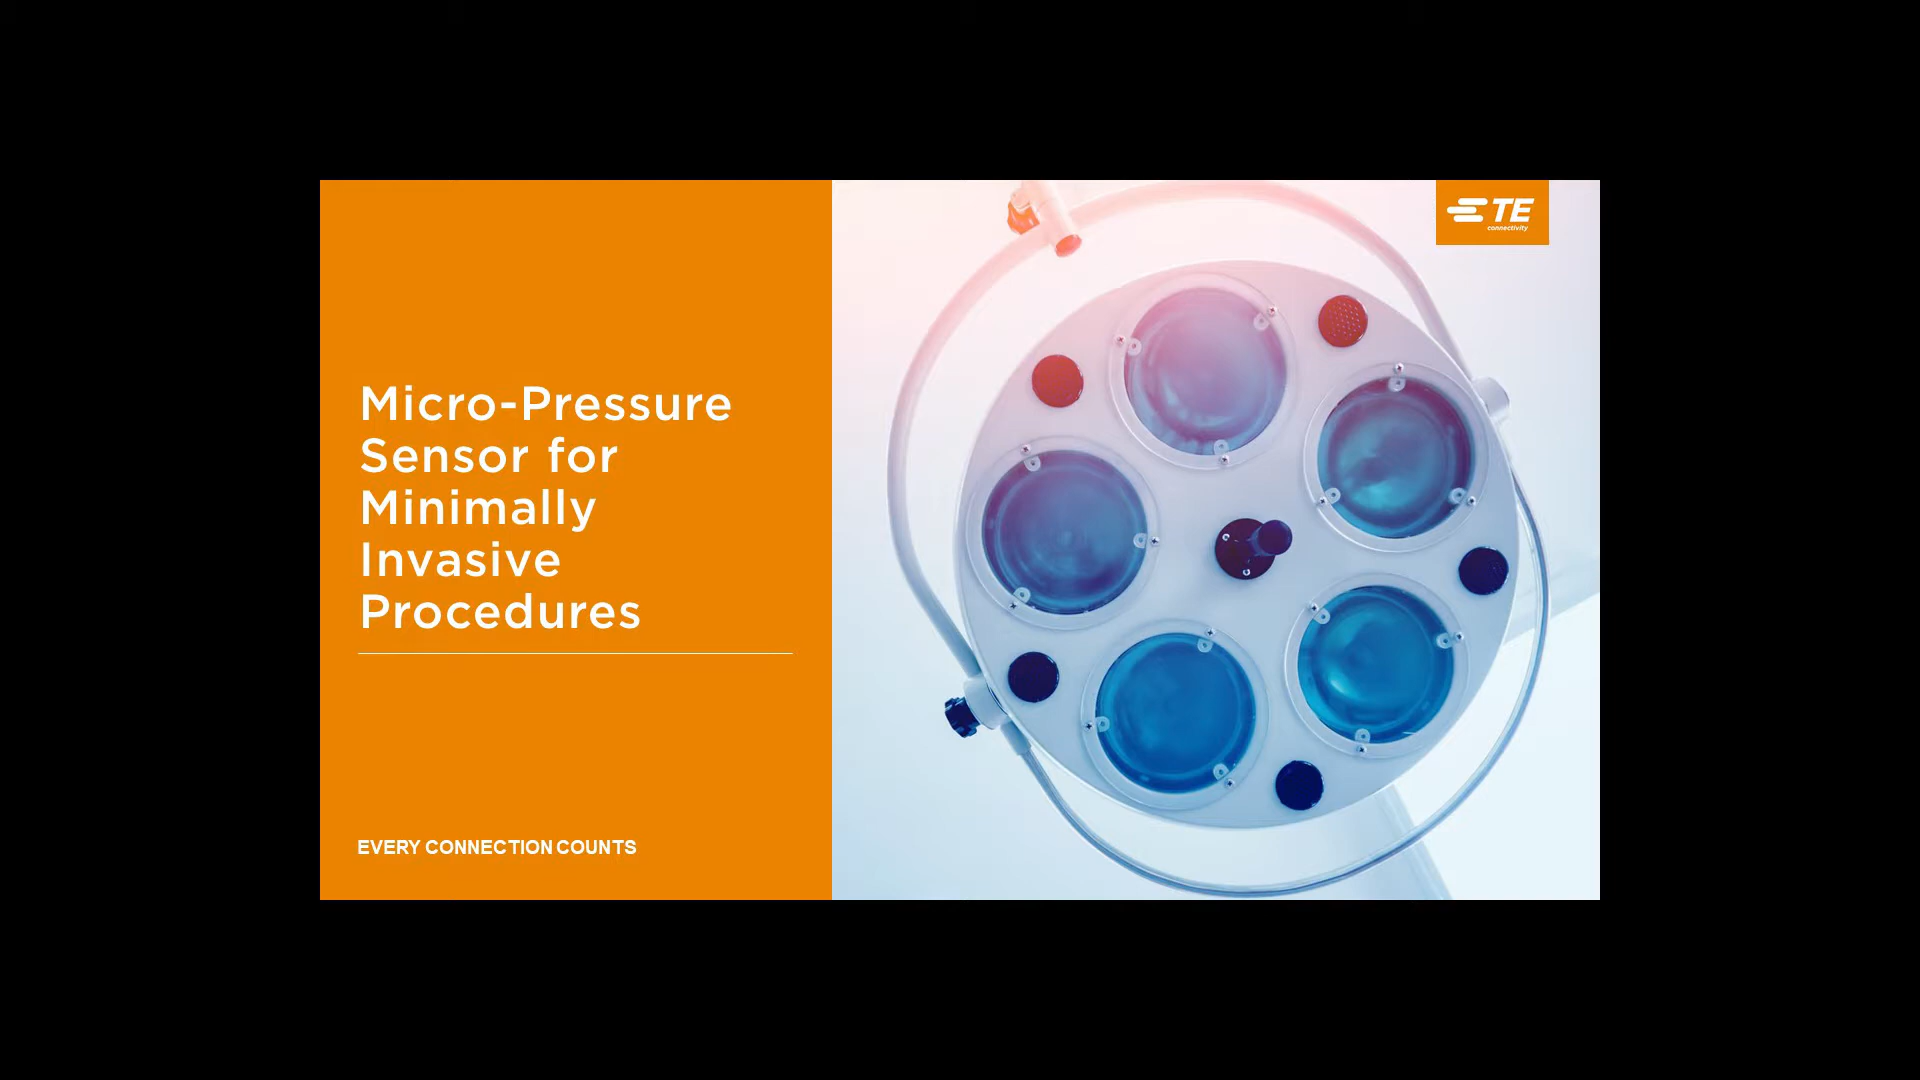 Micro-Pressure
Sensor for
Minimally
Invasive
Procedures
EVERY CONNECTION COUNTS
TE
connectivity